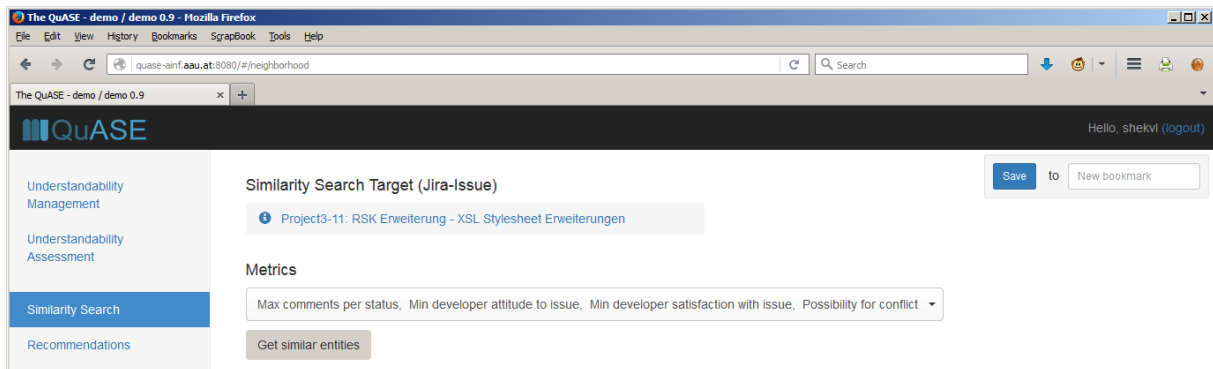 The QuASE - demo / demo 0.9 - Mozilla Firefox
File Edit View History Bookmarks ScrapBook Tools Help
quase-ainf.aau.at:8080/#/neighborhood
Search
The QuASE - demo / demo 0.9
QuASE
Hello, shekvl (logout)
Understandability
Management
Understandability
Assessment
Similarity Search
Recommendations
Save to New bookmark
Similarity Search Target (Jira-Issue)
Project3-11: RSK Erweiterung - XSL Stylesheet Erweiterungen
Metrics
Max comments per status, Min developer attitude to issue, Min developer satisfaction with issue, Possibility for conflict
Get similar entities